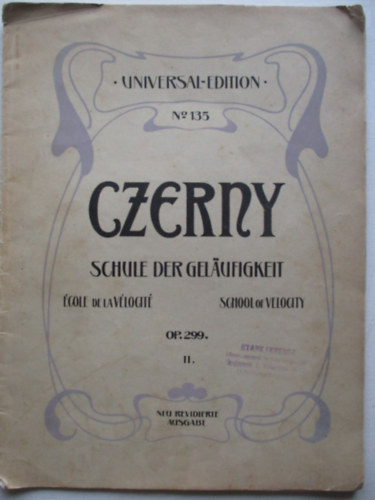 · UNIVERSAL-EDITION ·
Nº 135
CZERNY
SCHULE DER GELÄUFIGKEIT
ÉCOLE DE LA VÉLOCITÉ SCHOOL OF VELOCITY
OP. 299.
II.
NEU REVIDIERTE
AUSGABE